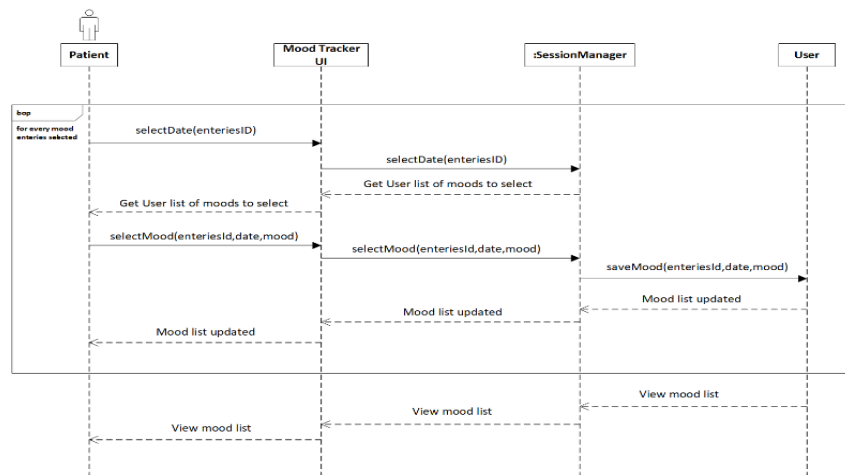 Patient
Mood Tracker
UI
:SessionManager
User
loop
for every mood
enteries selected
selectDate(enteriesID)
selectDate(enteriesID)
Get User list of moods to select
Get User list of moods to select
selectMood(enteriesId,date,mood)
selectMood(enteriesId,date,mood)
saveMood(enteriesId,date,mood)
Mood list updated
Mood list updated
Mood list updated
View mood list
View mood list
View mood list